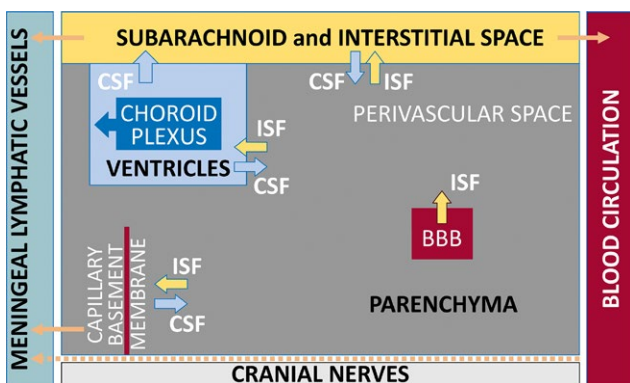 SUBARACHNOID and INTERSTITIAL SPACE
MENINGEAL LYMPHATIC VESSELS
BLOOD CIRCULATION
CSF
CSF
ISF
CHOROID
PLEXUS
PERIVASCULAR SPACE
ISF
VENTRICLES
CSF
ISF
BBB
CAPILLARY
BASEMENT
MEMBRANE
ISF
CSF
PARENCHYMA
CRANIAL NERVES